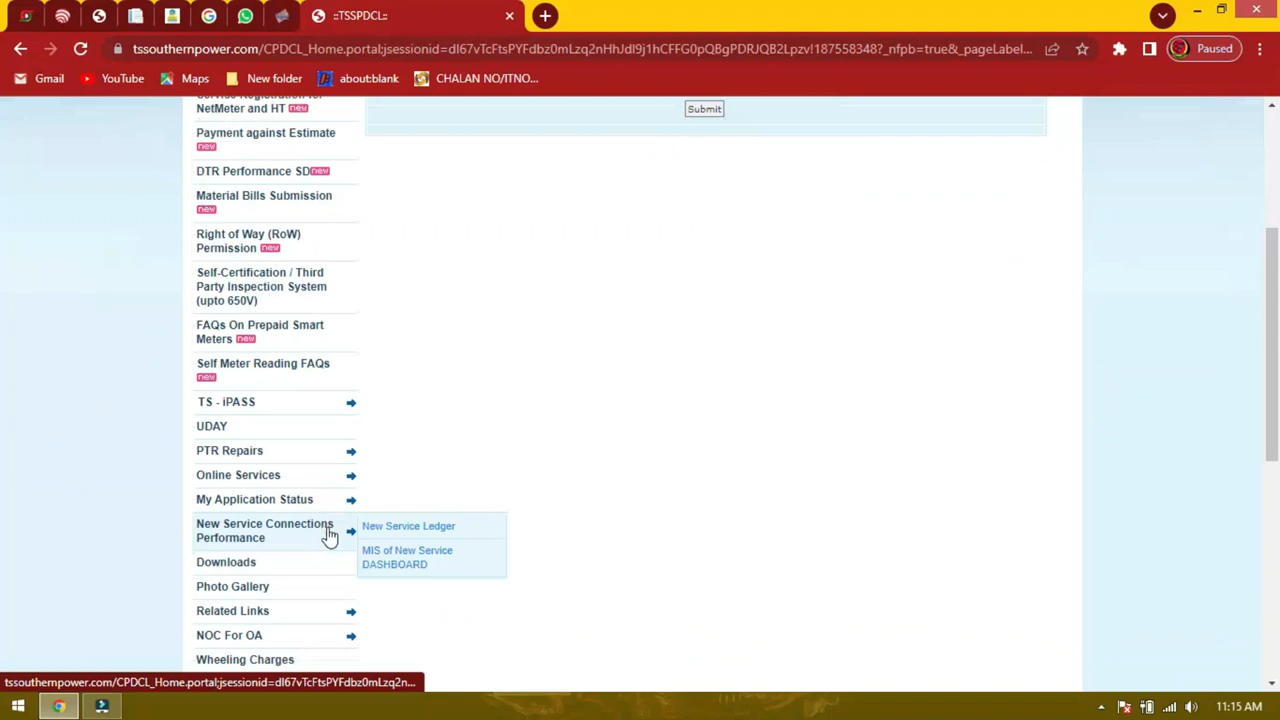 ::TSSPDCL::
tssouthernpower.com/CPDCL_Home.portal;jsessionid=dl67vTcFtsPYFdbz0mLzq2nHhJdl9j1hCFFG0pQBgPDRJQB2Lpzv!187558348?_nfpb=true&_pageLabel...
Paused
Gmail
YouTube
Maps
New folder
about:blank
CHALAN NO/ITNO...
NetMeter and HT new
Submit
Payment against Estimate
new
DTR Performance SD new
Material Bills Submission
new
Right of Way (RoW)
Permission new
Self-Certification / Third
Party Inspection System
(upto 650V)
FAQs On Prepaid Smart
Meters new
Self Meter Reading FAQs
new
TS - iPASS
UDAY
PTR Repairs
Online Services
My Application Status
New Service Connections
Performance
New Service Ledger
MIS of New Service
DASHBOARD
Downloads
Photo Gallery
Related Links
NOC For OA
Wheeling Charges
tssouthernpower.com/CPDCL_Home.portal;jsessionid=dl67vTcFtsPYFdbz0mLzq2n...
11:15 AM